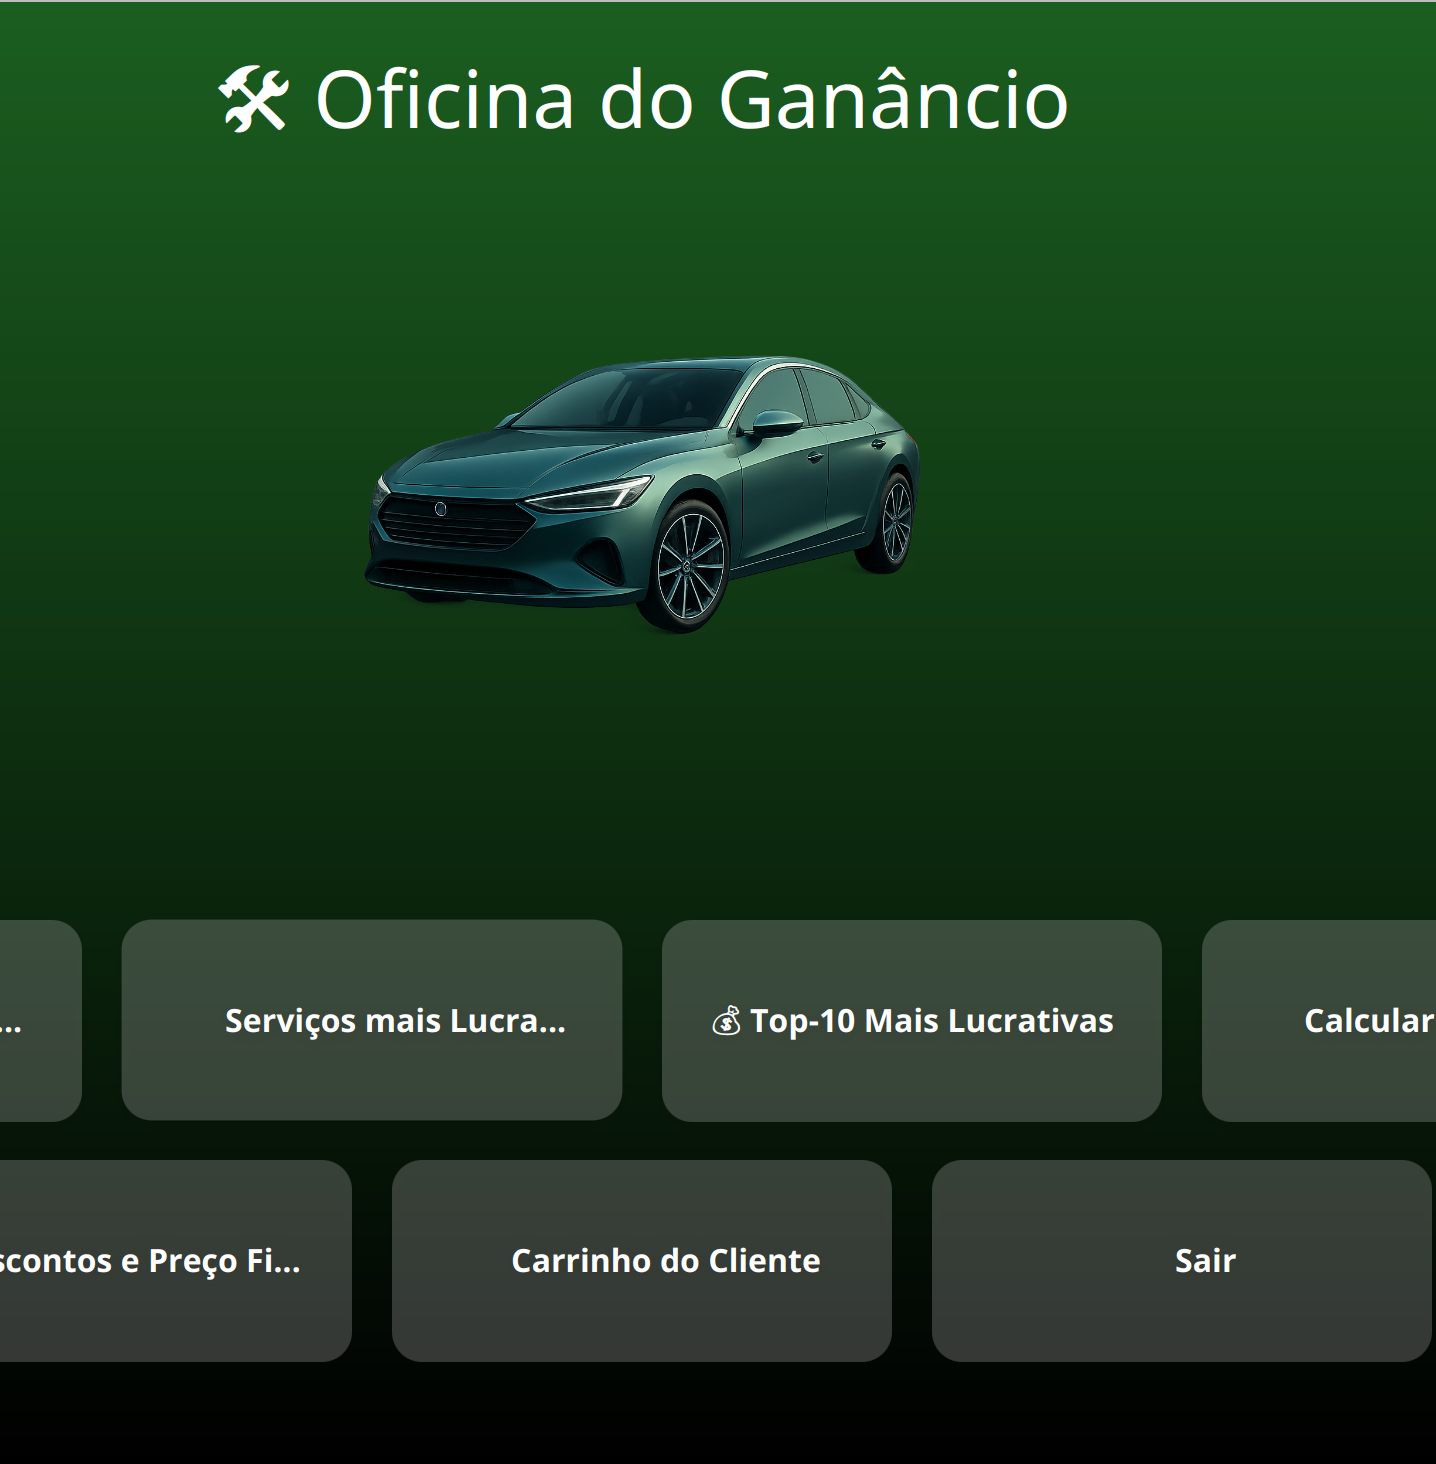 🛠 Oficina do Ganâncio
...
Serviços mais Lucra...
💰 Top-10 Mais Lucrativas
Calcular
scontos e Preço Fi...
Carrinho do Cliente
Sair